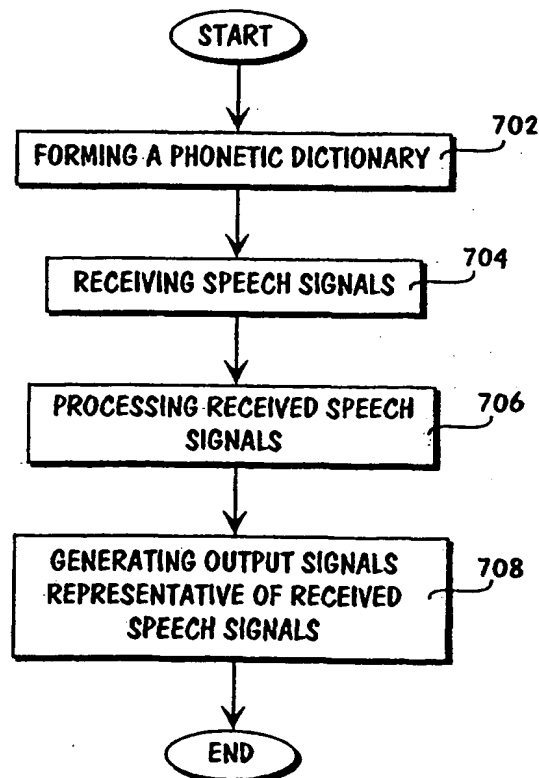 START
702
FORMING A PHONETIC DICTIONARY
704
RECEIVING SPEECH SIGNALS
706
PROCESSING RECEIVED SPEECH
SIGNALS
GENERATING OUTPUT SIGNALS
708
REPRESENTATIVE OF RECEIVED
SPEECH SIGNALS
END